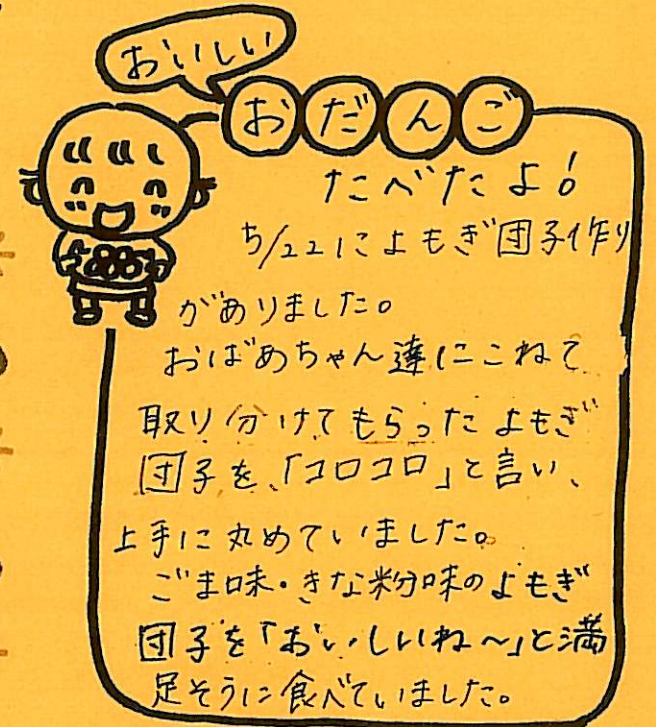 おいしい
おだんご
たべたよ!
5/22によもぎ団子作り
がありました。
おばあちゃん達にこねて
取り分けてもらったよもぎ
団子を、「コロコロ」と言い、
上手に丸めていました。
ごま味・きな粉味のよもぎ
団子を「おいしいね～」と満
足そうに食べていました。